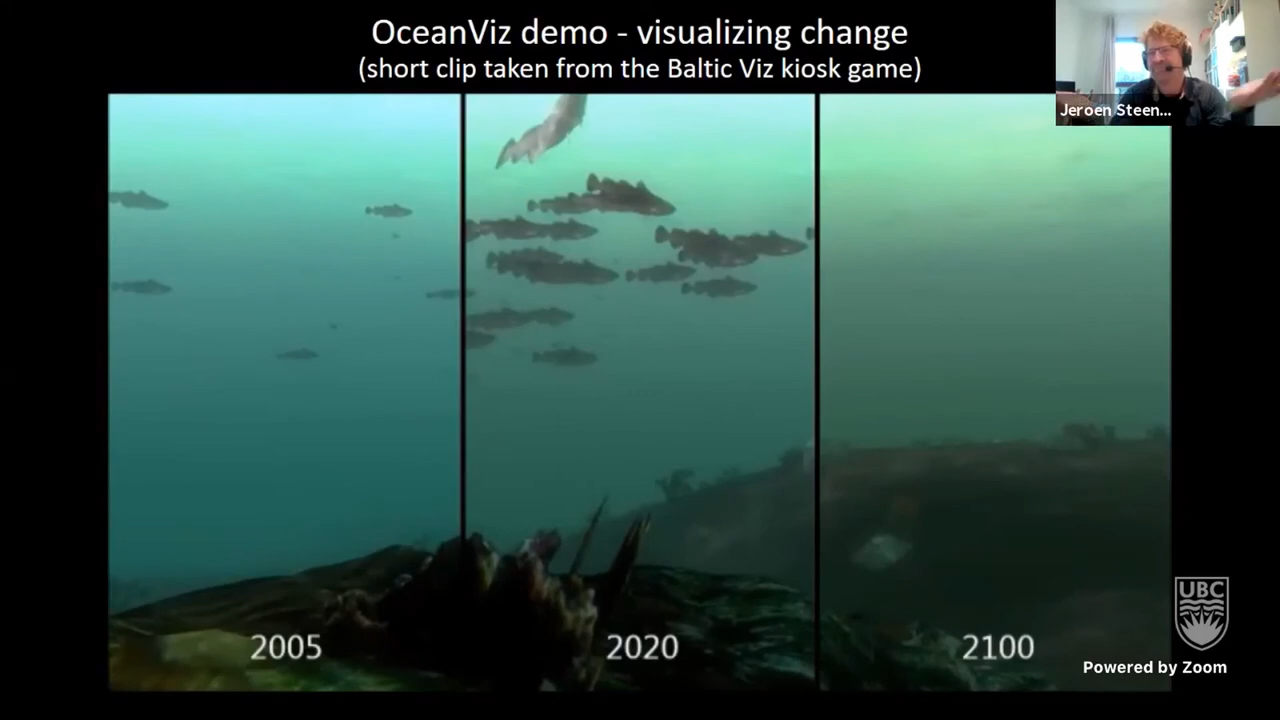 OceanViz demo - visualizing change
(short clip taken from the Baltic Viz kiosk game)
Jeroen Steen...
2005
2020
2100
UBC
Powered by Zoom